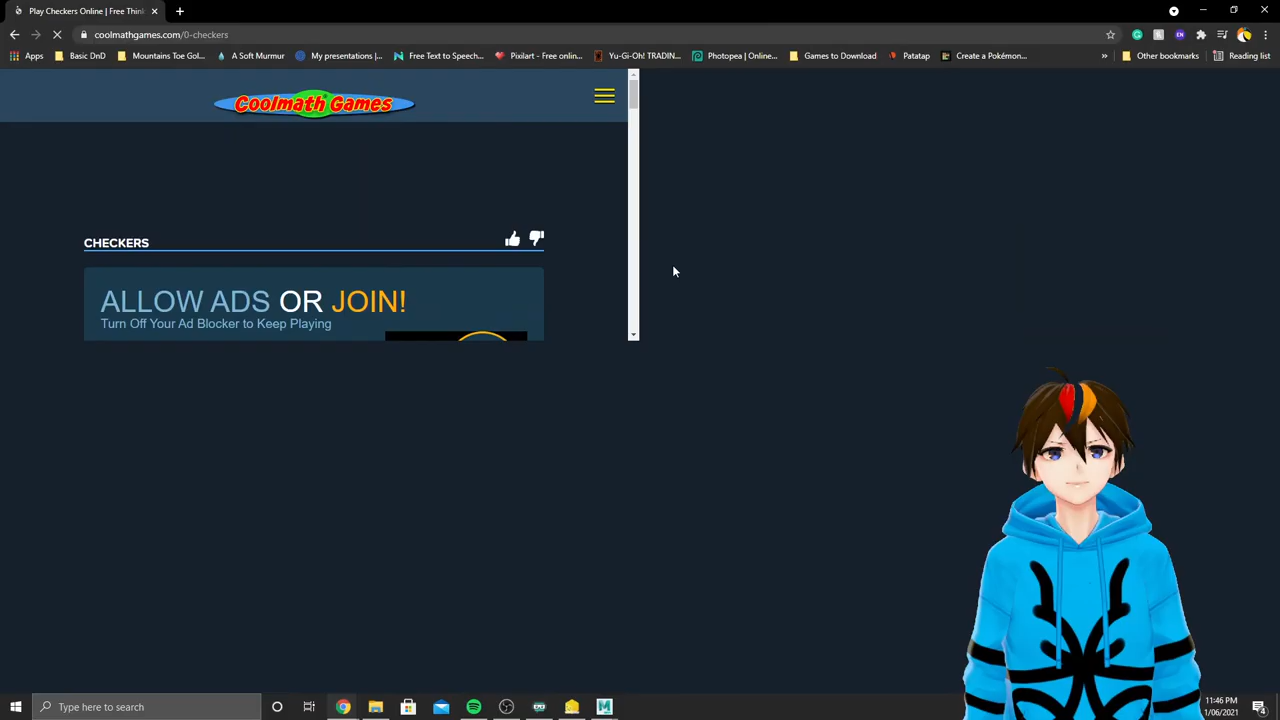 Play Checkers Online | Free Think
coolmathgames.com/0-checkers
Apps
Basic DnD
Mountains Toe Gol...
A Soft Murmur
My presentations |...
Free Text to Speech...
Pixilart - Free onlin...
Yu-Gi-Oh! TRADIN...
Photopea | Online...
Games to Download
Patatap
Create a Pokémon...
»
Other bookmarks
Reading list
Coolmath Games
CHECKERS
ALLOW ADS OR JOIN!
Turn Off Your Ad Blocker to Keep Playing
Type here to search
11:46 PM
1/06/2021